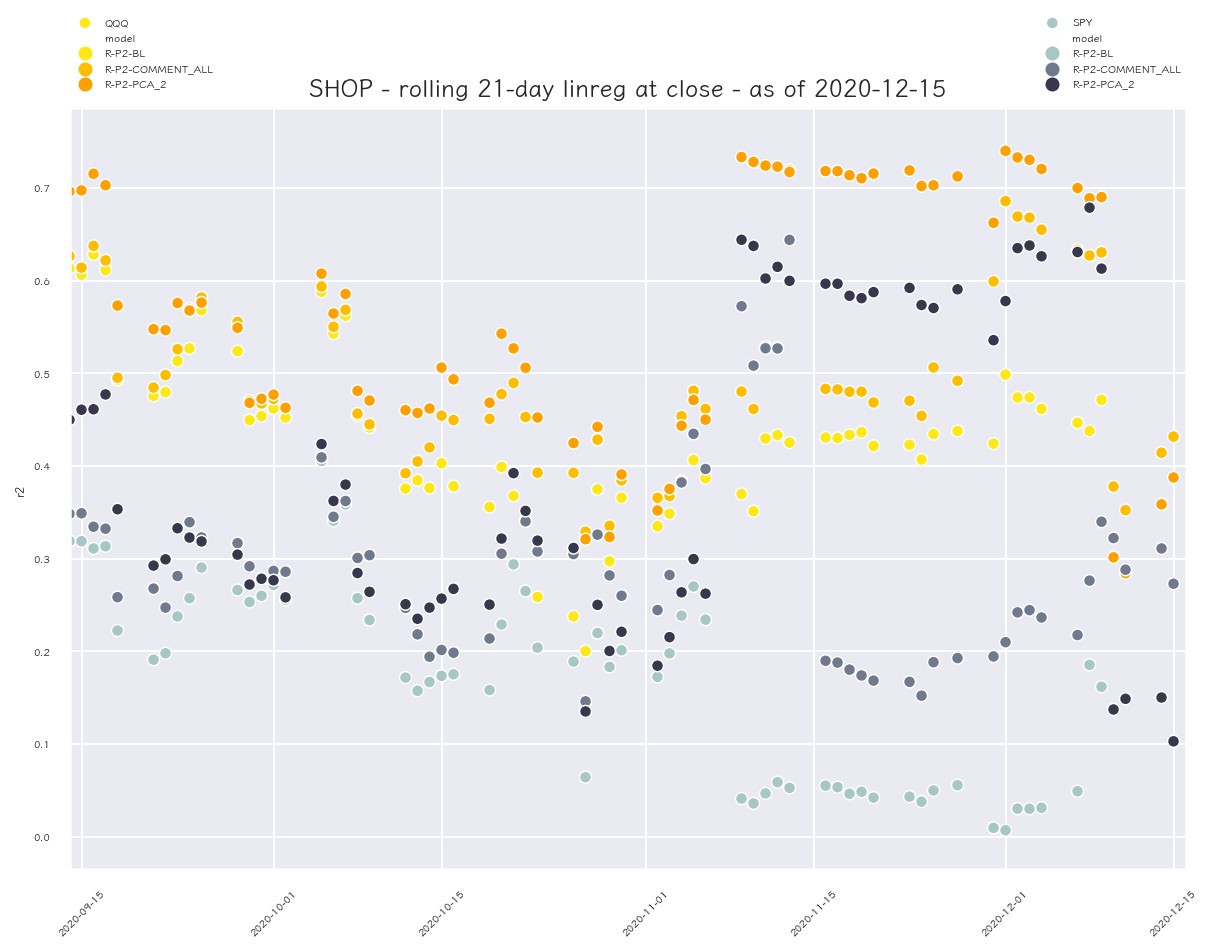 QQQ
model
R-P2-BL
R-P2-COMMENT_ALL
R-P2-PCA_2
SPY
model
R-P2-BL
R-P2-COMMENT_ALL
R-P2-PCA_2
SHOP - rolling 21-day linreg at close - as of 2020-12-15
r2
0.7
0.6
0.5
0.4
0.3
0.2
0.1
0.0
2020-09-15
2020-10-01
2020-10-15
2020-11-01
2020-11-15
2020-12-01
2020-12-15